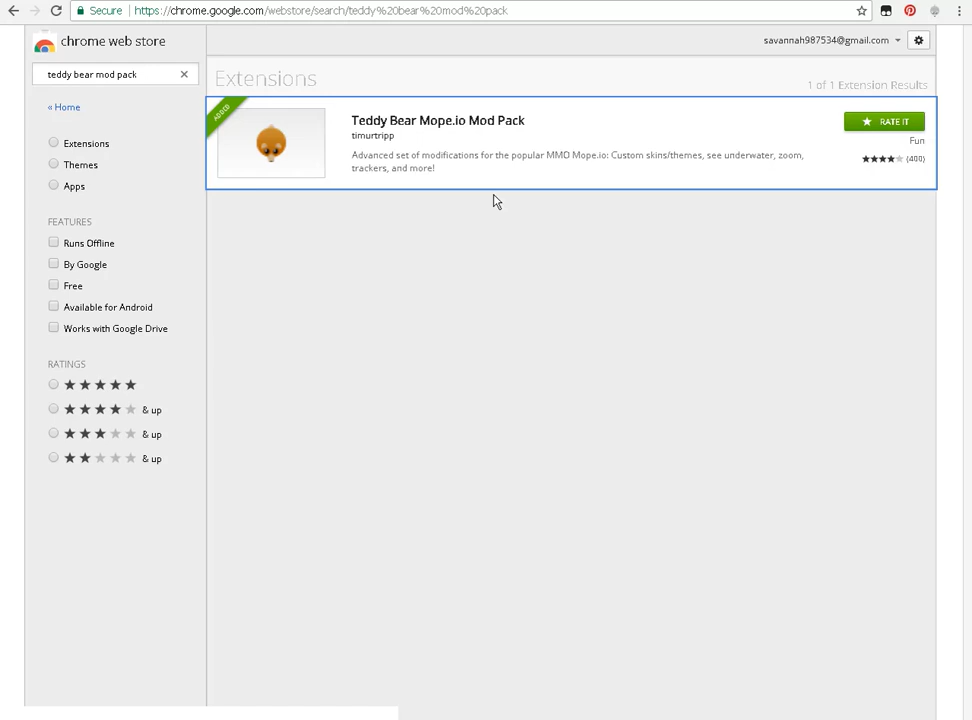 Secure
https://chrome.google.com/webstore/search/teddy%20bear%20mod%20pack
chrome web store
savannah987534@gmail.com
teddy bear mod pack
Extensions
1 of 1 Extension Results
« Home
ADDED
Teddy Bear Mope.io Mod Pack
timurtripp
Advanced set of modifications for the popular MMO Mope.io: Custom skins/themes, see underwater, zoom,
trackers, and more!
RATE IT
Fun
(400)
Extensions
Themes
Apps
FEATURES
Runs Offline
By Google
Free
Available for Android
Works with Google Drive
RATINGS
& up
& up
& up